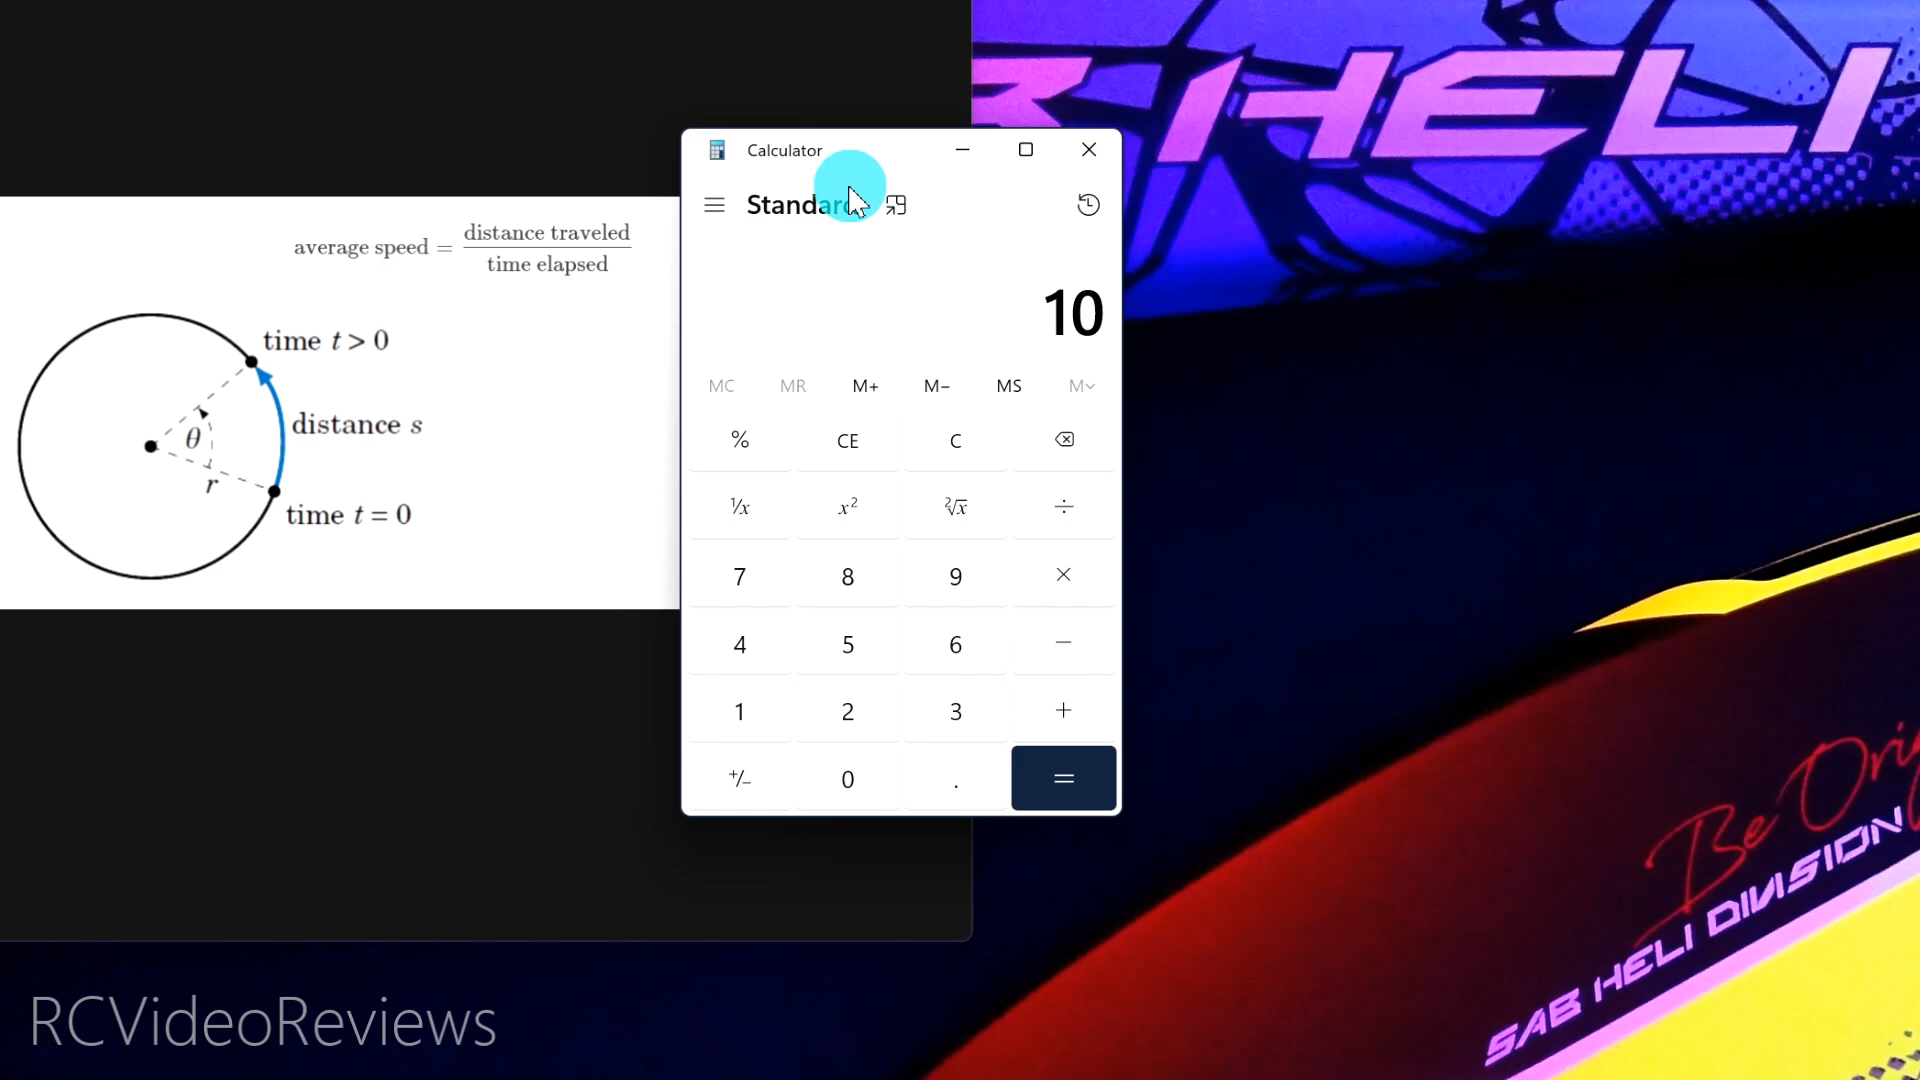 HELI
Calculator
Standard
average speed = distance traveled / time elapsed
10
time t > 0
MC MR M+ M− MS M
distance s
θ
% CE C
r
time t = 0
1/x x² ²√x ÷
7 8 9 ×
4 5 6 −
1 2 3 +
+/− 0 . =
Be
SAB HELI DIVISION
RCVideoReviews